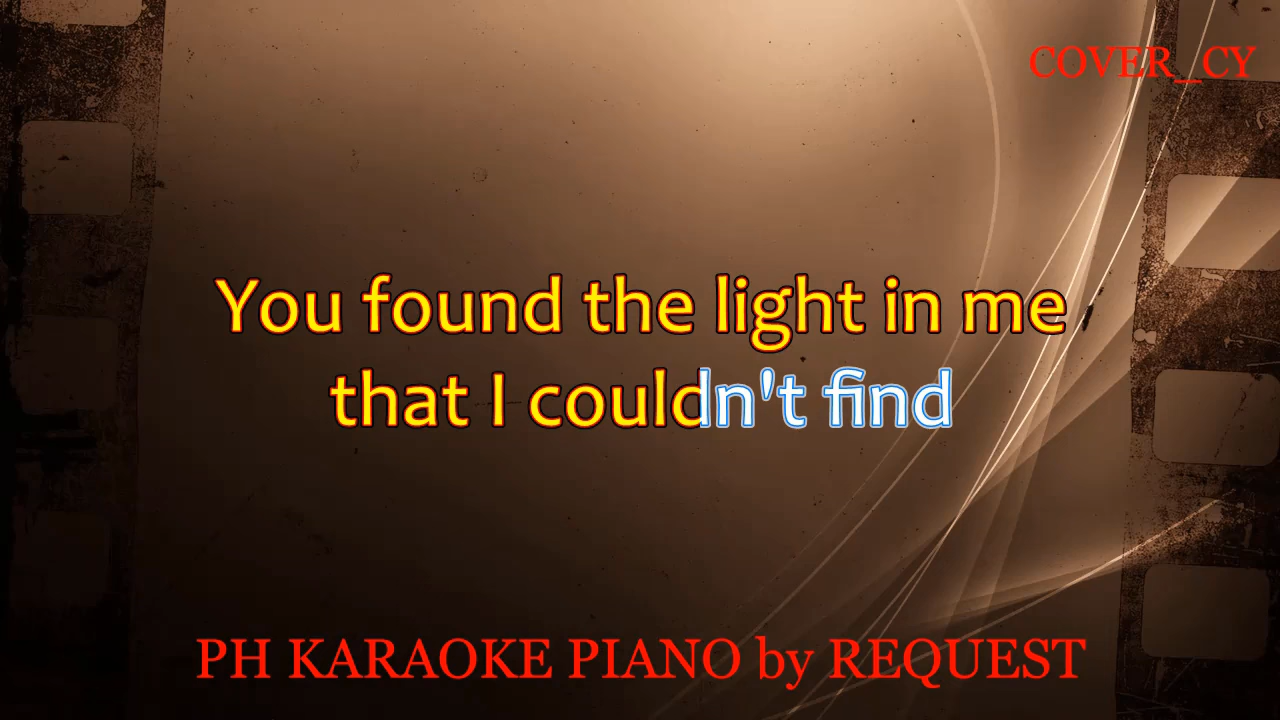 COVER_CY
You found the light in me
that I couldn't find
PH KARAOKE PIANO by REQUEST